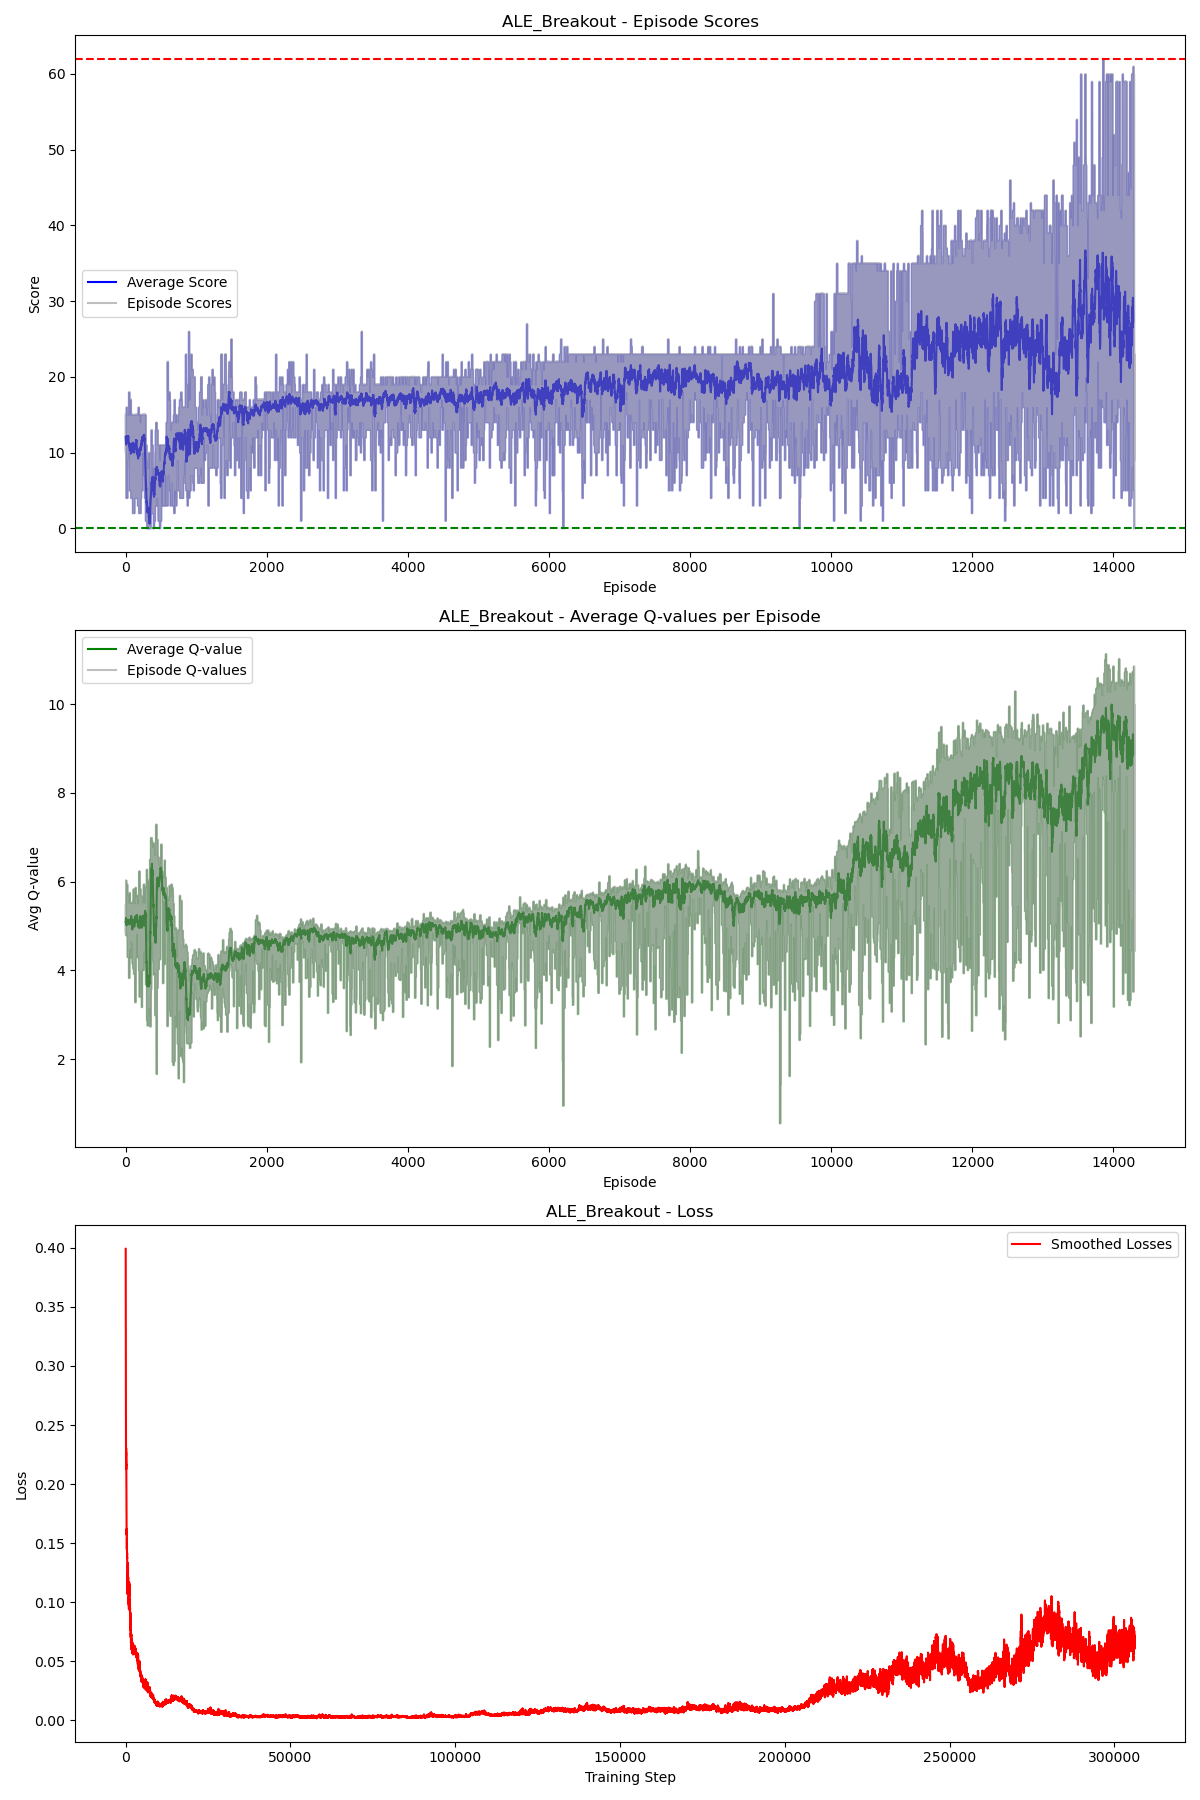 ALE_Breakout - Episode Scores
Score
60
50
40
30
20
10
0
Average Score
Episode Scores
0 2000 4000 6000 8000 10000 12000 14000
Episode
ALE_Breakout - Average Q-values per Episode
Avg Q-value
10
8
6
4
2
Average Q-value
Episode Q-values
0 2000 4000 6000 8000 10000 12000 14000
Episode
ALE_Breakout - Loss
Loss
0.40
0.35
0.30
0.25
0.20
0.15
0.10
0.05
0.00
Smoothed Losses
0 50000 100000 150000 200000 250000 300000
Training Step